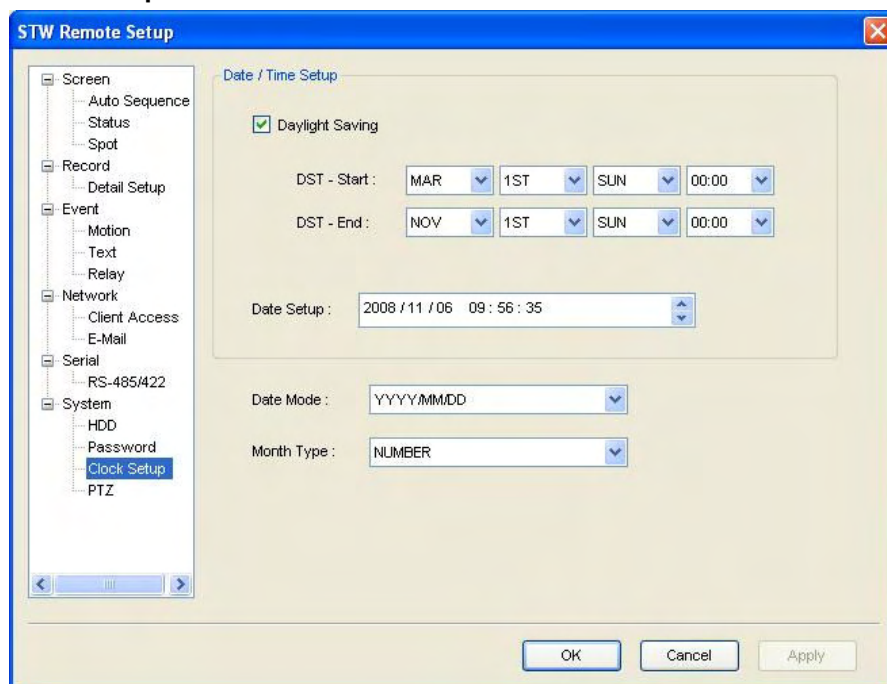 STW Remote Setup
Screen
Auto Sequence
Status
Spot
Record
Detail Setup
Event
Motion
Text
Relay
Network
Client Access
E-Mail
Serial
RS-485/422
System
HDD
Password
Clock Setup
PTZ
Date / Time Setup
Daylight Saving
DST - Start : MAR 1ST SUN 00:00
DST - End : NOV 1ST SUN 00:00
Date Setup : 2008 / 11 / 06 09 : 56 : 35
Date Mode : YYYY/MM/DD
Month Type : NUMBER
OK Cancel Apply